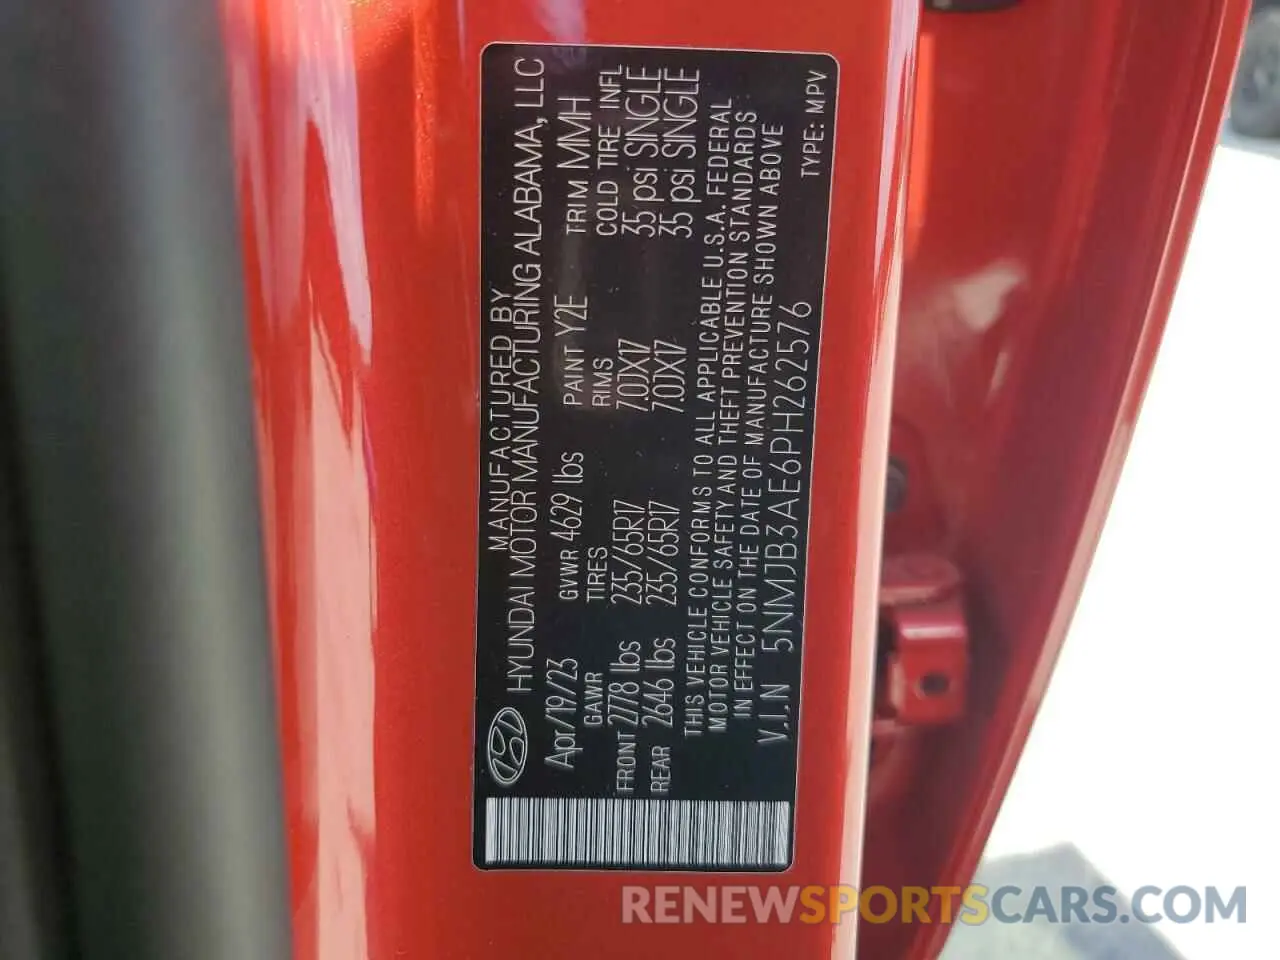 MANUFACTURED BY
HYUNDAI MOTOR MANUFACTURING ALABAMA, LLC
Apr/19/23 GVWR 4629 lbs PAINT Y2E TRIM MMH
GAWR TIRES RIMS COLD TIRE INFL
FRONT 2778 lbs 235/65R17 7.0JX17 35 psi SINGLE
REAR 2646 lbs 235/65R17 7.0JX17 35 psi SINGLE
THIS VEHICLE CONFORMS TO ALL APPLICABLE U.S.A. FEDERAL
MOTOR VEHICLE SAFETY AND THEFT PREVENTION STANDARDS
IN EFFECT ON THE DATE OF MANUFACTURE SHOWN ABOVE
V.I.N 5NMJB3AE6PH262576 TYPE: MPV
RENEWSPORTSCARS.COM